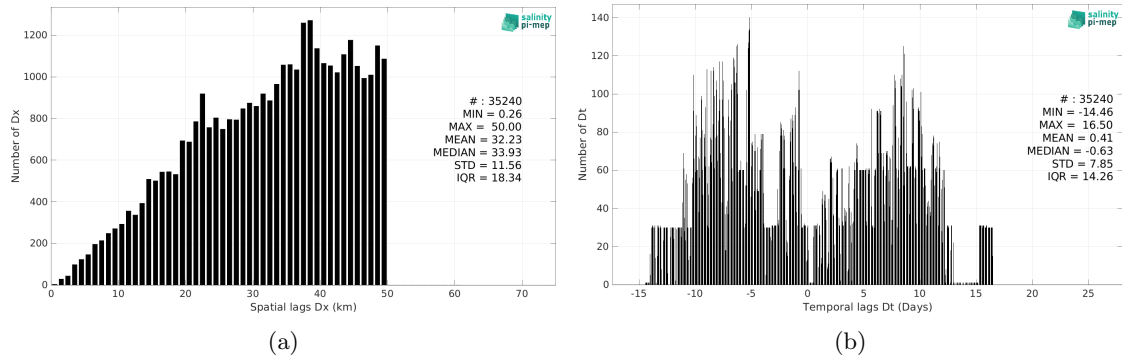 salinity
pi-mep
1200
1000
800
600
400
200
0
Number of Dx
# : 35240
MIN = 0.26
MAX = 50.00
MEAN = 32.23
MEDIAN = 33.93
STD = 11.56
IQR = 18.34
0 10 20 30 40 50 60 70
Spatial lags Dx (km)
(a)
salinity
pi-mep
140
120
100
80
60
40
20
0
Number of Dt
# : 35240
MIN = -14.46
MAX = 16.50
MEAN = 0.41
MEDIAN = -0.63
STD = 7.85
IQR = 14.26
-15 -10 -5 0 5 10 15 20 25
Temporal lags Dt (Days)
(b)